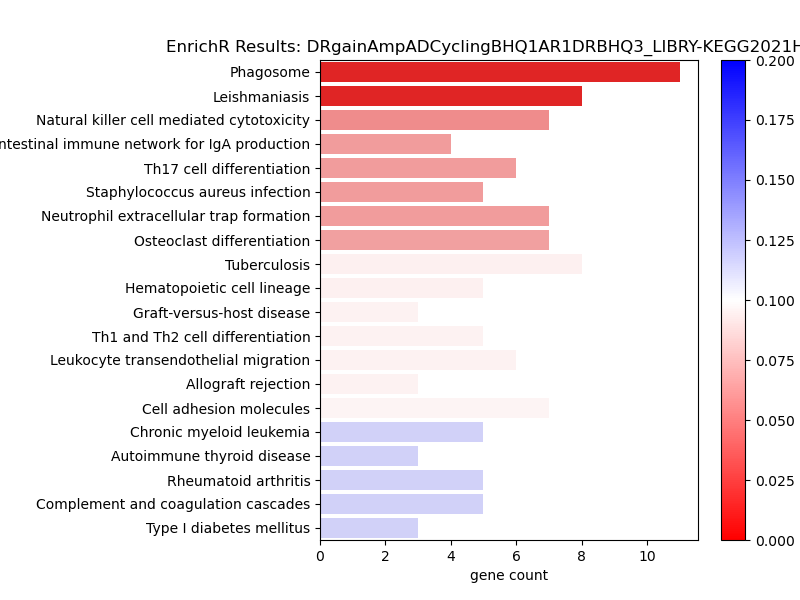 EnrichR Results: DRgainAmpADCyclingBHQ1AR1DRBHQ3_LIBRY-KEGG2021H
Phagosome
Leishmaniasis
Natural killer cell mediated cytotoxicity
ntestinal immune network for IgA production
Th17 cell differentiation
Staphylococcus aureus infection
Neutrophil extracellular trap formation
Osteoclast differentiation
Tuberculosis
Hematopoietic cell lineage
Graft-versus-host disease
Th1 and Th2 cell differentiation
Leukocyte transendothelial migration
Allograft rejection
Cell adhesion molecules
Chronic myeloid leukemia
Autoimmune thyroid disease
Rheumatoid arthritis
Complement and coagulation cascades
Type I diabetes mellitus
0 2 4 6 8 10
gene count
0.200
0.175
0.150
0.125
0.100
0.075
0.050
0.025
0.000